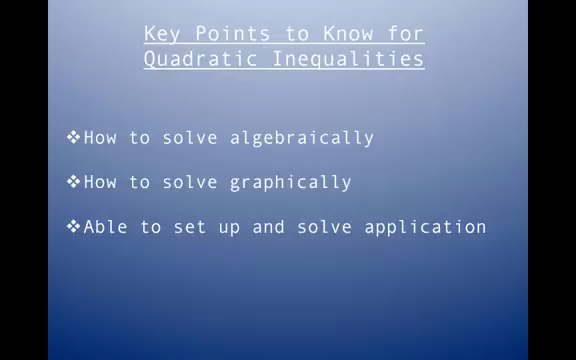 Key Points to Know for
Quadratic Inequalities
❖How to solve algebraically
❖How to solve graphically
❖Able to set up and solve application